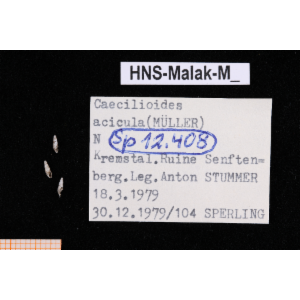 HNS-Malak-M_
Caecilioides
acicula(MÜLLER)
N Sp 12.408
Kremstal.Ruine Senften=
berg.Leg.Anton STUMMER
18.3.1979
30.12.1979/104 SPERLING